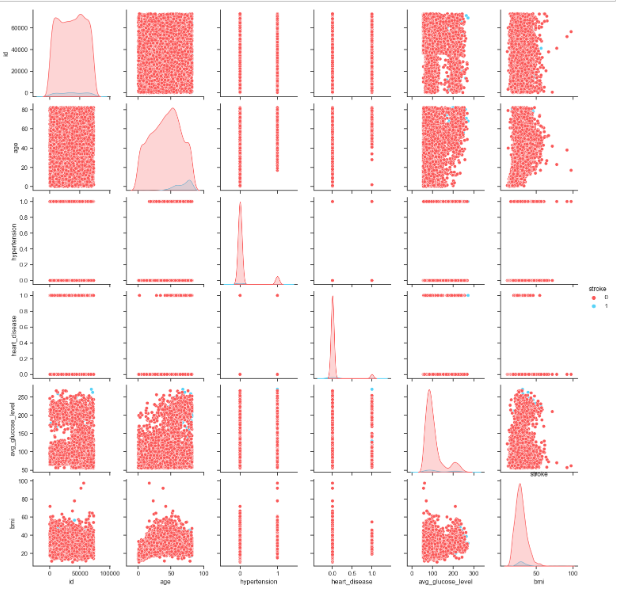 60000
40000
20000
0
id
80
60
40
20
0
age
1.0
0.8
0.6
0.4
0.2
0.0
hypertension
1.0
0.8
0.6
0.4
0.2
0.0
heart_disease
stroke
0
1
250
200
150
100
50
avg_glucose_level
stroke
100
80
60
40
20
bmi
0 50000 100000
0 50 100
0 1
0.0 0.5 1.0
0 100 200 300
0 50 100
id age hypertension heart_disease avg_glucose_level bmi